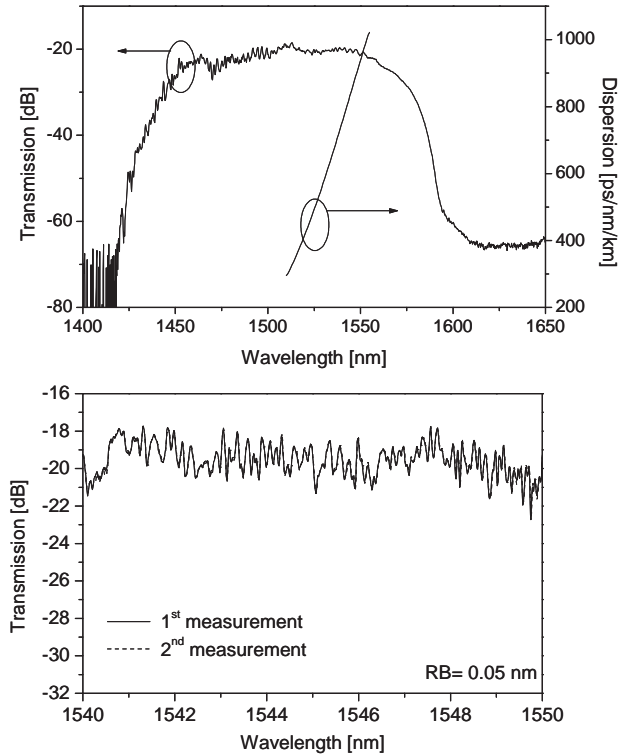 Transmission [dB]
-20
-40
-60
-80
1000
800
600
400
200
Dispersion [ps/nm/km]
1400 1450 1500 1550 1600 1650
Wavelength [nm]
Transmission [dB]
-16
-18
-20
-22
-24
-26
-28
-30
-32
1st measurement
2nd measurement
RB= 0.05 nm
1540 1542 1544 1546 1548 1550
Wavelength [nm]